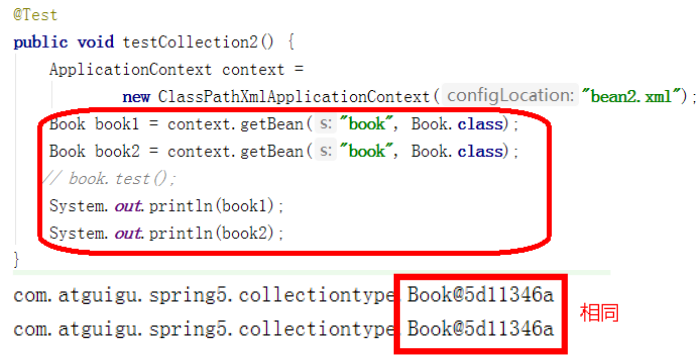 @Test
public void testCollection2() {
ApplicationContext context =
new ClassPathXmlApplicationContext( configLocation: "bean2.xml");
Book book1 = context.getBean( s: "book", Book.class);
Book book2 = context.getBean( s: "book", Book.class);
// book.test();
System.out.println(book1);
System.out.println(book2);
}
com.atguigu.spring5.collectiontype.Book@5d11346a
com.atguigu.spring5.collectiontype.Book@5d11346a
相同